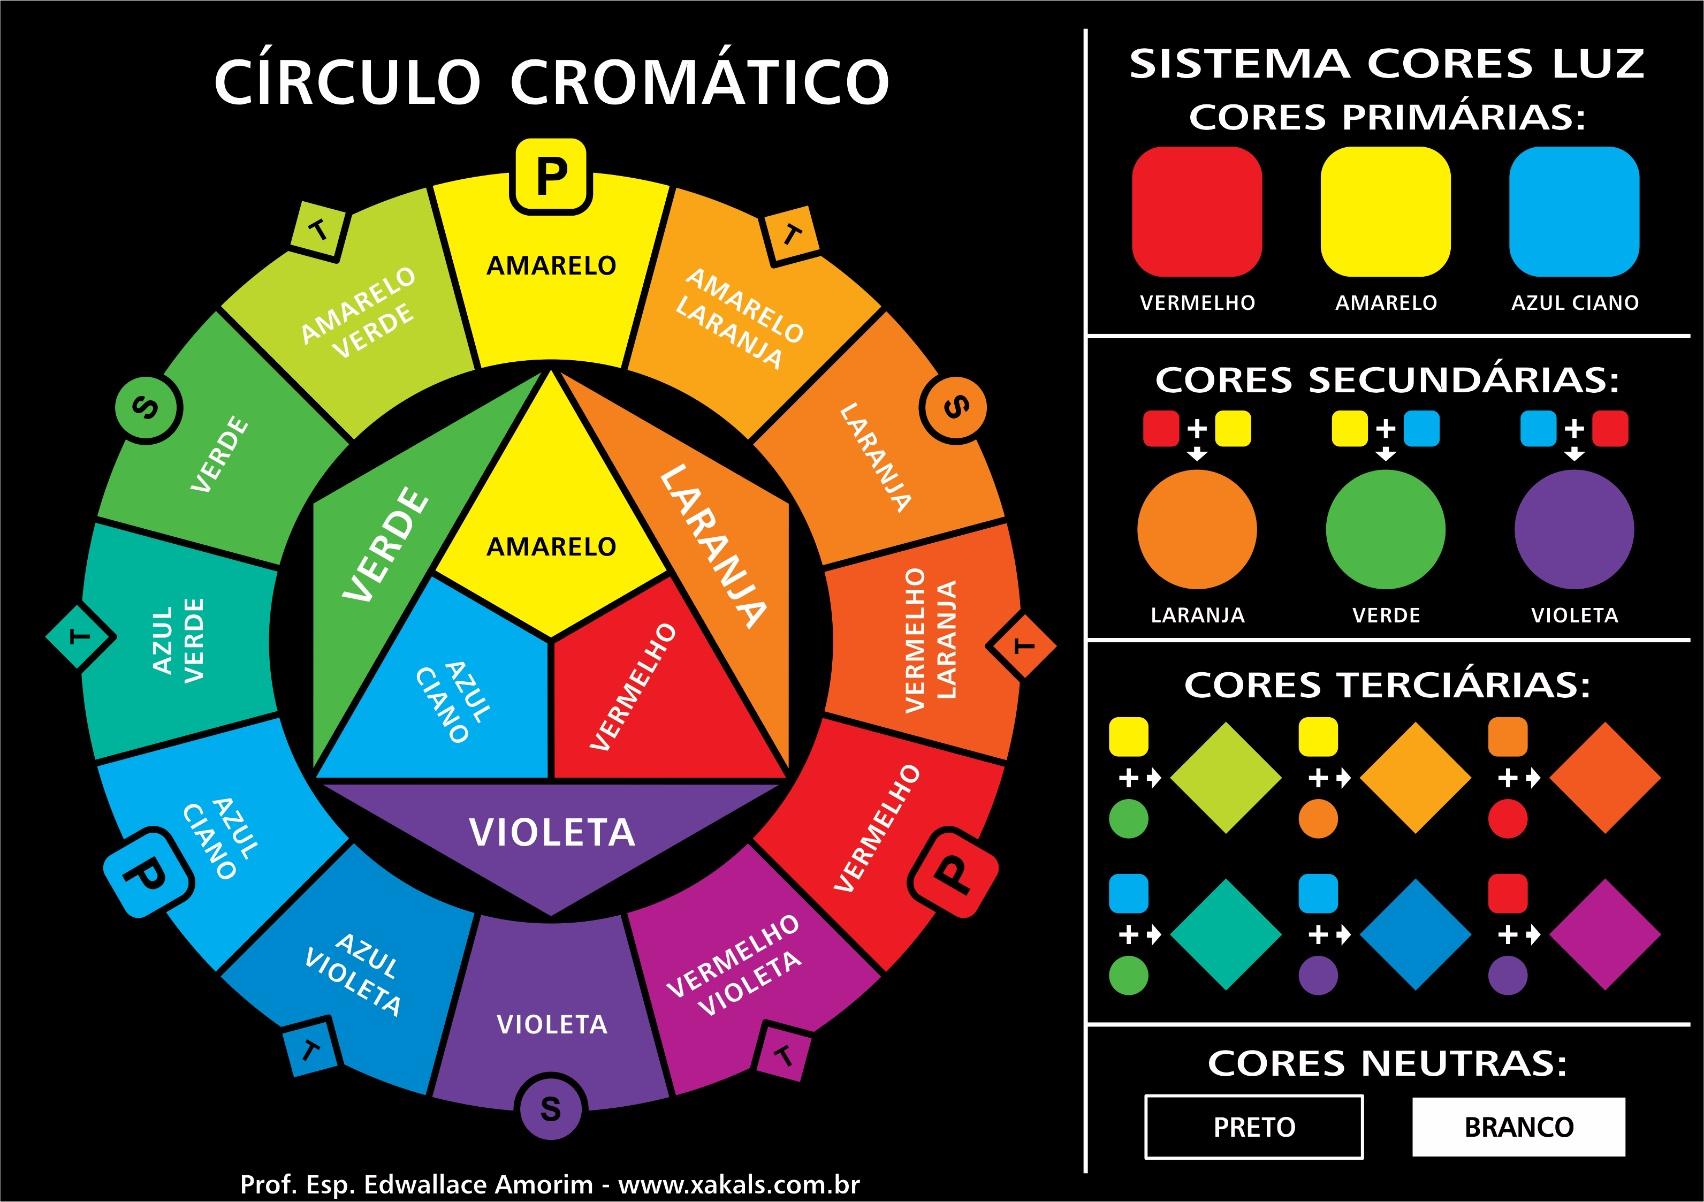 CÍRCULO CROMÁTICO
P
AMARELO
T
AMARELO
LARANJA
S
LARANJA
T
VERMELHO
LARANJA
P
VERMELHO
T
VERMELHO
VIOLETA
S
VIOLETA
T
AZUL
VIOLETA
P
AZUL
CIANO
T
AZUL
VERDE
S
VERDE
T
AMARELO
VERDE
VERDE
LARANJA
AMARELO
AZUL
CIANO
VERMELHO
VIOLETA
Prof. Esp. Edwallace Amorim - www.xakals.com.br
SISTEMA CORES LUZ
CORES PRIMÁRIAS:
VERMELHO
AMARELO
AZUL CIANO
CORES SECUNDÁRIAS:
+
+
+
LARANJA
VERDE
VIOLETA
CORES TERCIÁRIAS:
+
+
+
+
+
+
CORES NEUTRAS:
PRETO
BRANCO